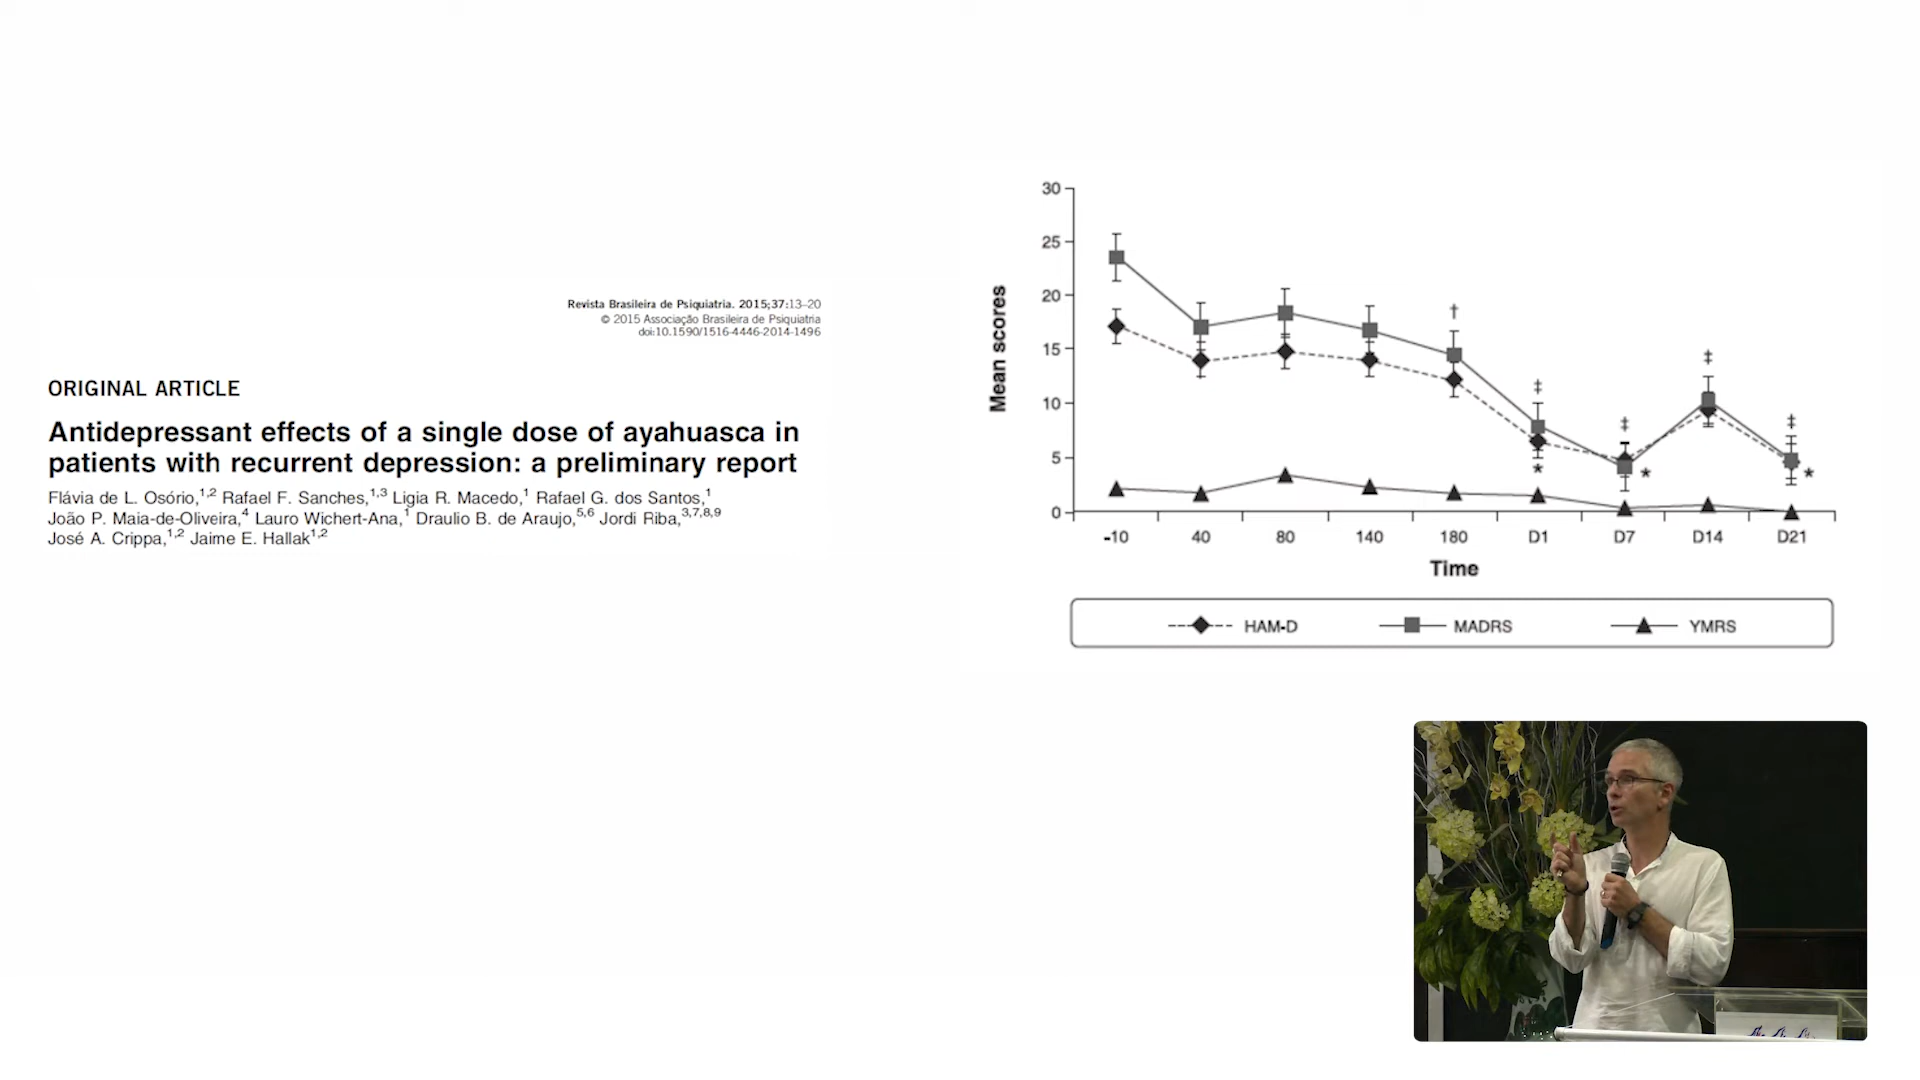 Revista Brasileira de Psiquiatria. 2015;37:13–20
© 2015 Associação Brasileira de Psiquiatria
doi:10.1590/1516-4446-2014-1496
ORIGINAL ARTICLE
Antidepressant effects of a single dose of ayahuasca in
patients with recurrent depression: a preliminary report
Flávia de L. Osório,1,2 Rafael F. Sanches,1,3 Ligia R. Macedo,1 Rafael G. dos Santos,1
João P. Maia-de-Oliveira,4 Lauro Wichert-Ana,1 Draulio B. de Araujo,5,6 Jordi Riba,3,7,8,9
José A. Crippa,1,2 Jaime E. Hallak1,2
Mean scores
30
25
20
15
10
5
0
† ‡ ‡ ‡ ‡
* * *
-10 40 80 140 180 D1 D7 D14 D21
Time
HAM-D MADRS YMRS